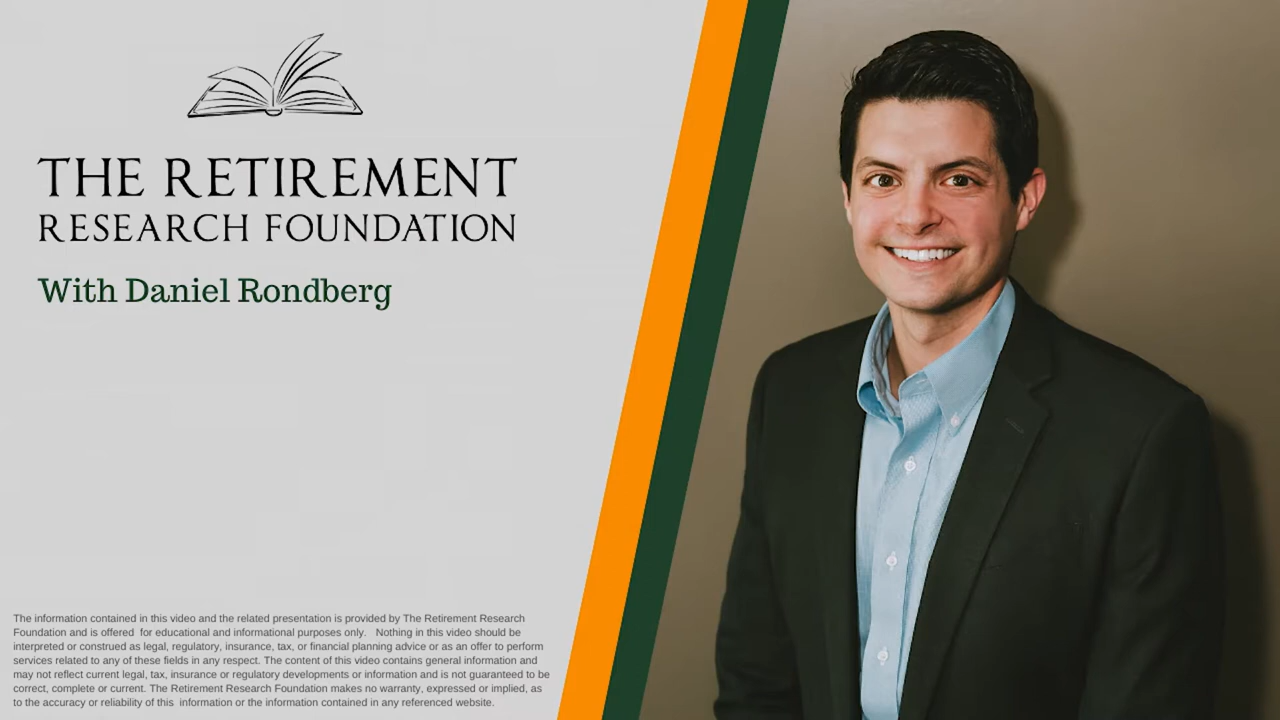 THE RETIREMENT
RESEARCH FOUNDATION
With Daniel Rondberg
The information contained in this video and the related presentation is provided by The Retirement Research
Foundation and is offered  for educational and informational purposes only.   Nothing in this video should be
interpreted or construed as legal, regulatory, insurance, tax, or financial planning advice or as an offer to perform
services related to any of these fields in any respect. The content of this video contains general information and
may not reflect current legal, tax, insurance or regulatory developments or information and is not guaranteed to be
correct, complete or current. The Retirement Research Foundation makes no warranty, expressed or implied, as
to the accuracy or reliability of this  information or the information contained in any referenced website.